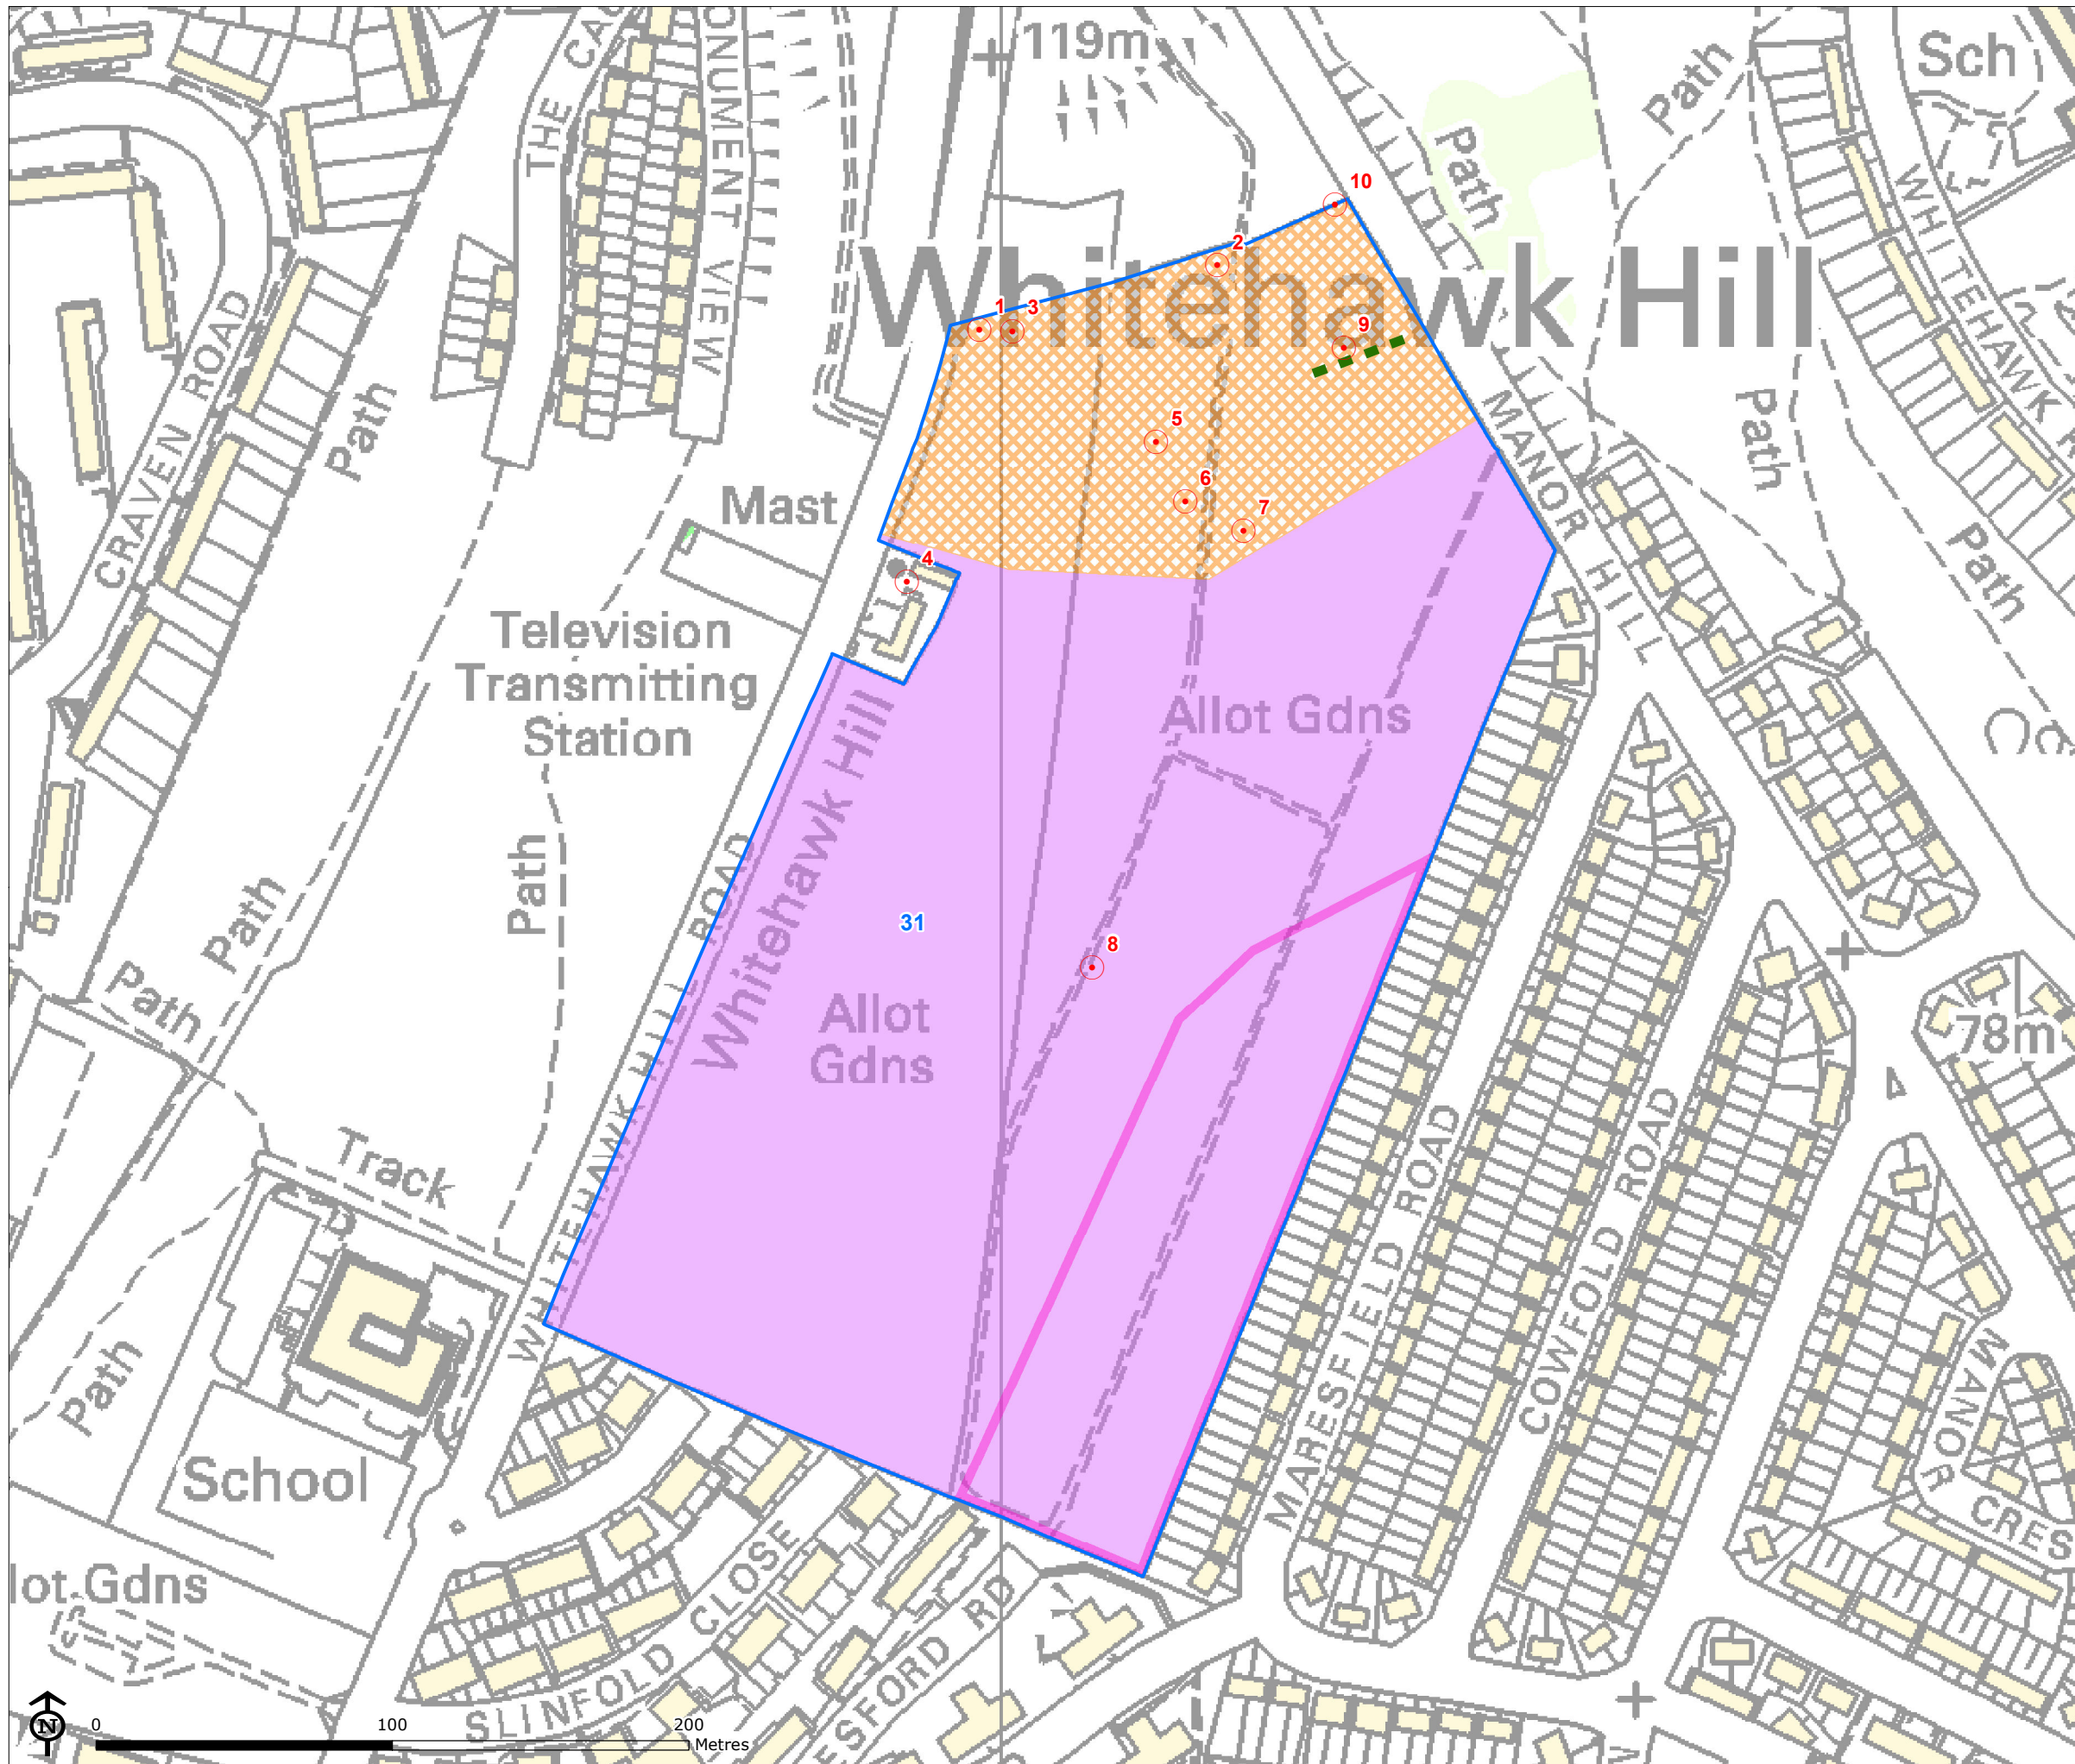 119m
Sch
THE CA
ONUMENT VIEW
Path
Path
WHITEHAWK R
10
2
Whitehawk Hill
1
3
9
CRAVEN ROAD
Path
5
MANOR HILL
Path
Mast
6
7
Path
4
Television
Transmitting
Station
Allot Gdns
Whitehawk Hill
WHITEHAWK HILL ROAD
Path
Path
31
8
Path
Allot
Gdns
78m
Track
MARESFIELD ROAD
COWFOLD ROAD
Path
MANOR CRES
School
lot Gdns
SLINFOLD CLOSE
ESFORD RD
N
0
100
200
Metres